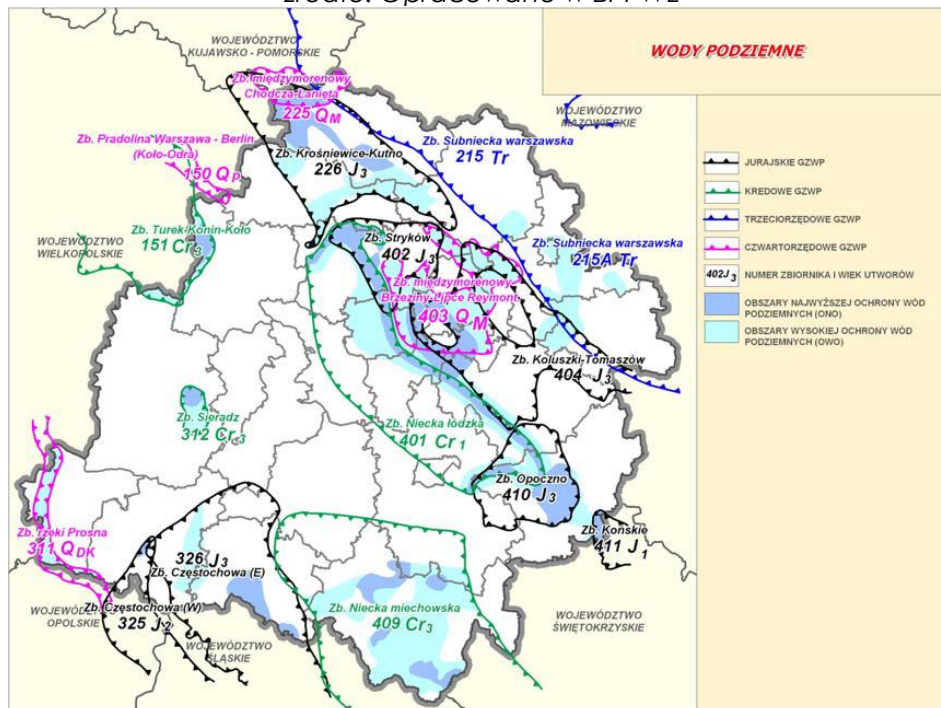 źródło: Opracowano w BPPWŁ
WODY PODZIEMNE
WOJEWÓDZTWO
KUJAWSKO - POMORSKIE
Zb. międzymorenowy
Chodcza-Łanięta
225 QM
WOJEWÓDZTWO
MAZOWIECKIE
Zb. Pradolina Warszawa - Berlin
(Koło-Odra)
150 Qp
Zb. Subniecka warszawska
215 Tr
Zb. Krośniewice-Kutno
226 J3
Zb. Turek-Konin-Koło
151 Cr3
WOJEWÓDZTWO
WIELKOPOLSKIE
Zb. Stryków
402 J3
Zb. Subniecka warszawska
215A Tr
Zb. międzymorenowy
Brzeziny-Lipce Reymont.
403 QM
Zb. Koluszki-Tomaszów
404 J3
Zb. Sieradz
312 Cr3
Zb. Niecka łódzka
401 Cr1
Zb. Opoczno
410 J3
Zb. Końskie
411 J1
Zb. rzeki Prosna
311 QDK
326 J3
Zb. Częstochowa (E)
Zb. Częstochowa (W)
325 J2
WOJEWÓDZTWO
OPOLSKIE
Zb. Niecka miechowska
409 Cr3
WOJEWÓDZTWO
ŚWIĘTOKRZYSKIE
WOJEWÓDZTWO
ŚLĄSKIE
JURAJSKIE GZWP
KREDOWE GZWP
TRZECIORZĘDOWE GZWP
CZWARTORZĘDOWE GZWP
402J3 NUMER ZBIORNIKA I WIEK UTWORÓW
OBSZARY NAJWYŻSZEJ OCHRONY WÓD
PODZIEMNYCH (ONO)
OBSZARY WYSOKIEJ OCHRONY WÓD
PODZIEMNYCH (OWO)